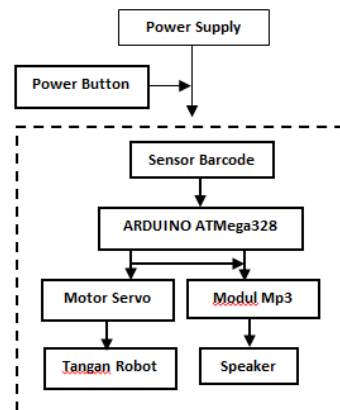 Power Supply
Power Button
Sensor Barcode
ARDUINO ATMega328
Motor Servo
Modul Mp3
Tangan Robot
Speaker